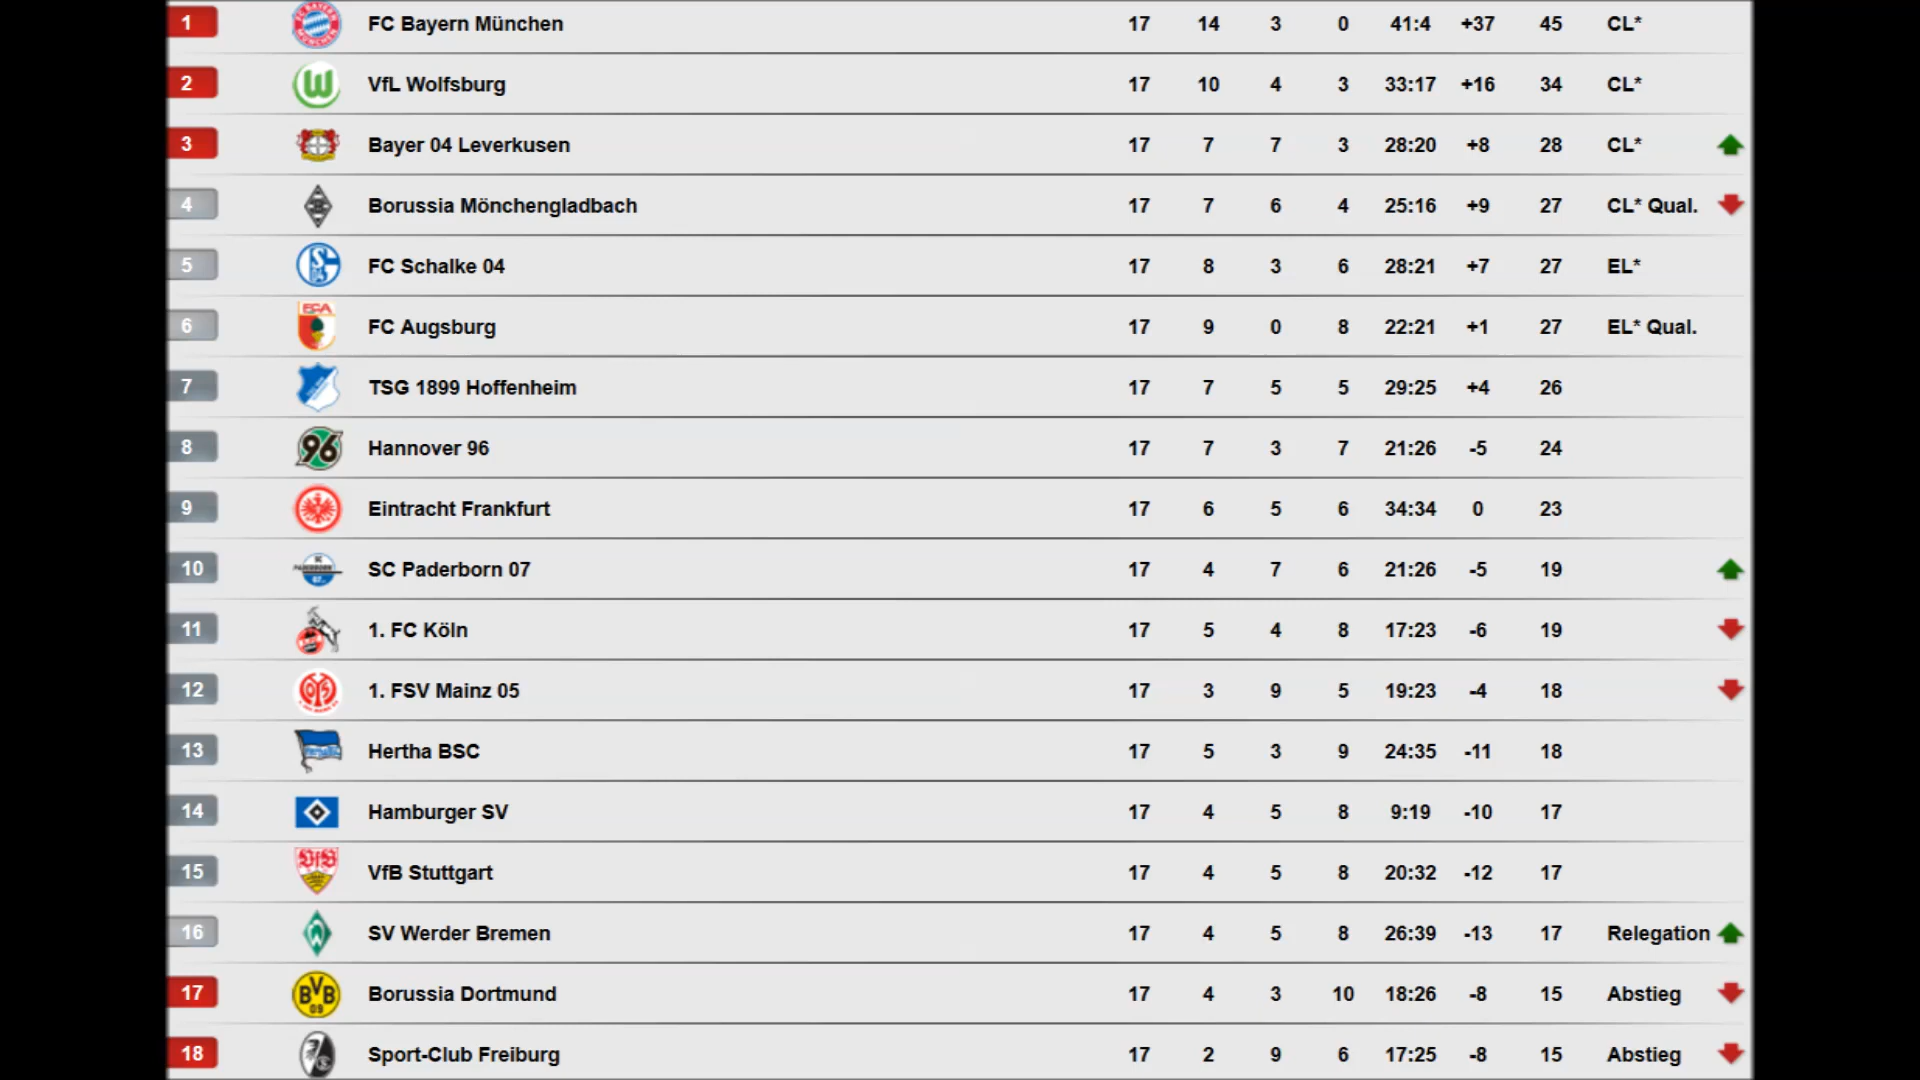 1 FC Bayern München 17 14 3 0 41:4 +37 45 CL*
2 VfL Wolfsburg 17 10 4 3 33:17 +16 34 CL*
3 Bayer 04 Leverkusen 17 7 7 3 28:20 +8 28 CL*
4 Borussia Mönchengladbach 17 7 6 4 25:16 +9 27 CL* Qual.
5 FC Schalke 04 17 8 3 6 28:21 +7 27 EL*
6 FC Augsburg 17 9 0 8 22:21 +1 27 EL* Qual.
7 TSG 1899 Hoffenheim 17 7 5 5 29:25 +4 26
8 Hannover 96 17 7 3 7 21:26 -5 24
9 Eintracht Frankfurt 17 6 5 6 34:34 0 23
10 SC Paderborn 07 17 4 7 6 21:26 -5 19
11 1. FC Köln 17 5 4 8 17:23 -6 19
12 1. FSV Mainz 05 17 3 9 5 19:23 -4 18
13 Hertha BSC 17 5 3 9 24:35 -11 18
14 Hamburger SV 17 4 5 8 9:19 -10 17
15 VfB Stuttgart 17 4 5 8 20:32 -12 17
16 SV Werder Bremen 17 4 5 8 26:39 -13 17 Relegation
17 BVB 09 Borussia Dortmund 17 4 3 10 18:26 -8 15 Abstieg
18 Sport-Club Freiburg 17 2 9 6 17:25 -8 15 Abstieg